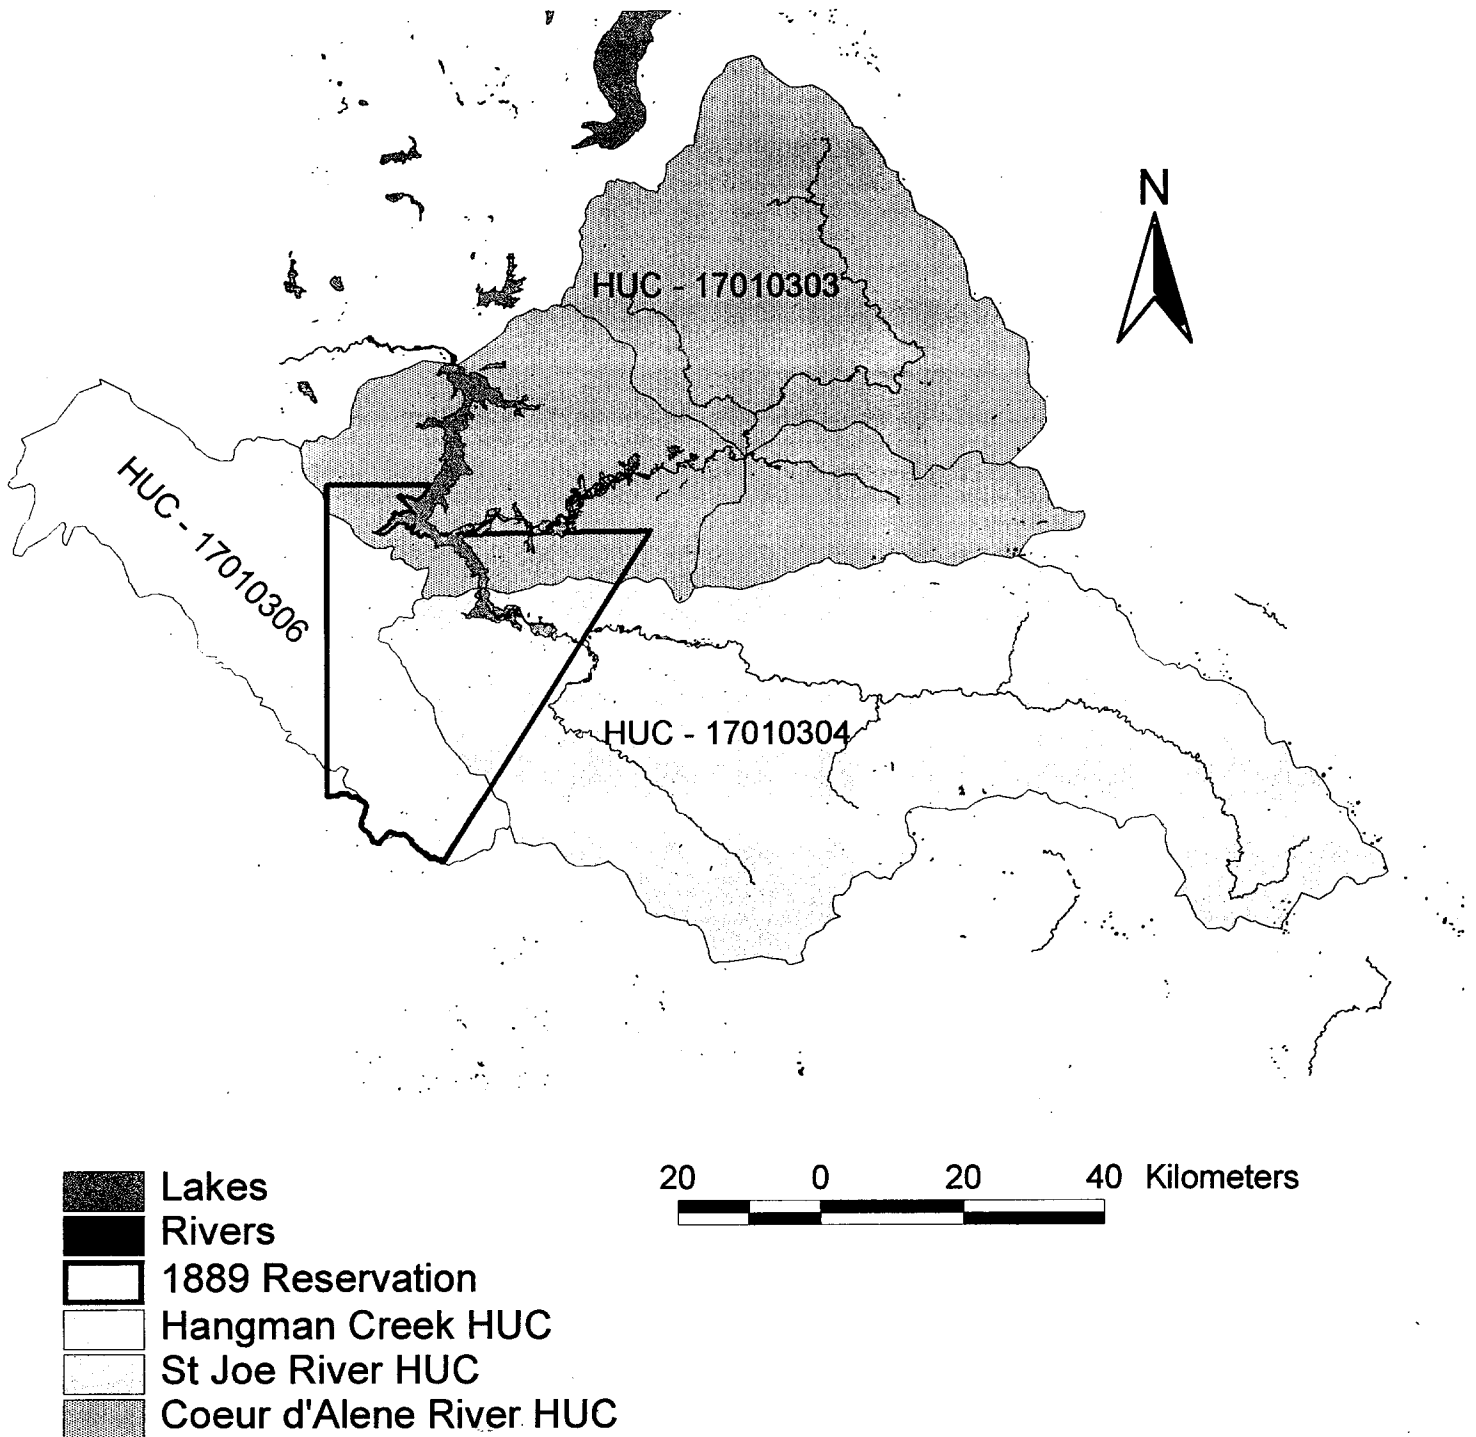 N
HUC - 17010303
HUC - 17010306
HUC - 17010304
20 0 20 40 Kilometers
Lakes
Rivers
1889 Reservation
Hangman Creek HUC
St Joe River HUC
Coeur d'Alene River HUC